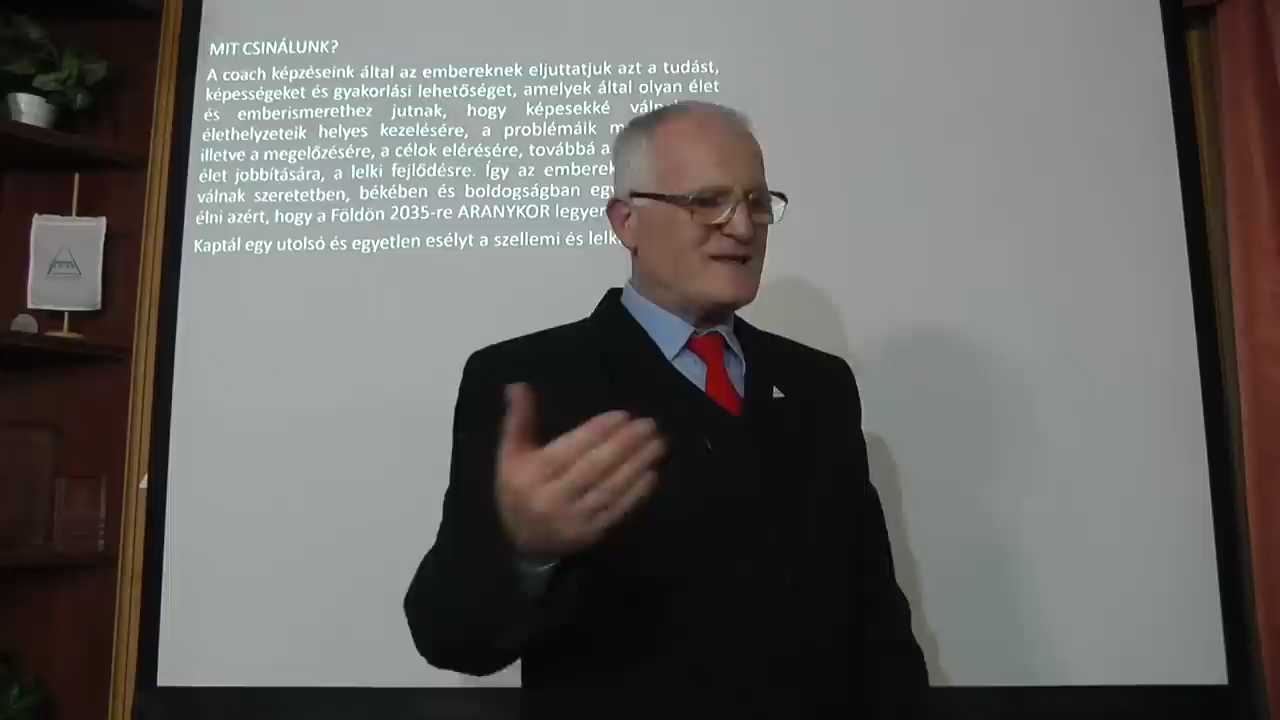 MIT CSINÁLUNK?
A coach képzéseink által az embereknek eljuttatjuk azt a tudást,
képességeket és gyakorlási lehetőséget, amelyek által olyan élet
és emberismerethez jutnak, hogy képesekké
élethelyzeteik helyes kezelésére, a problémáik
illetve a megelőzésére, a célok elérésére, továbbá a
élet jobbítására, a lelki fejlődésre. Így az emberek
válnak szeretetben, békében és boldogságban
élni azért, hogy a Földön 2035-re ARANYKOR
Kaptál egy utolsó és egyetlen esélyt a szellemi és